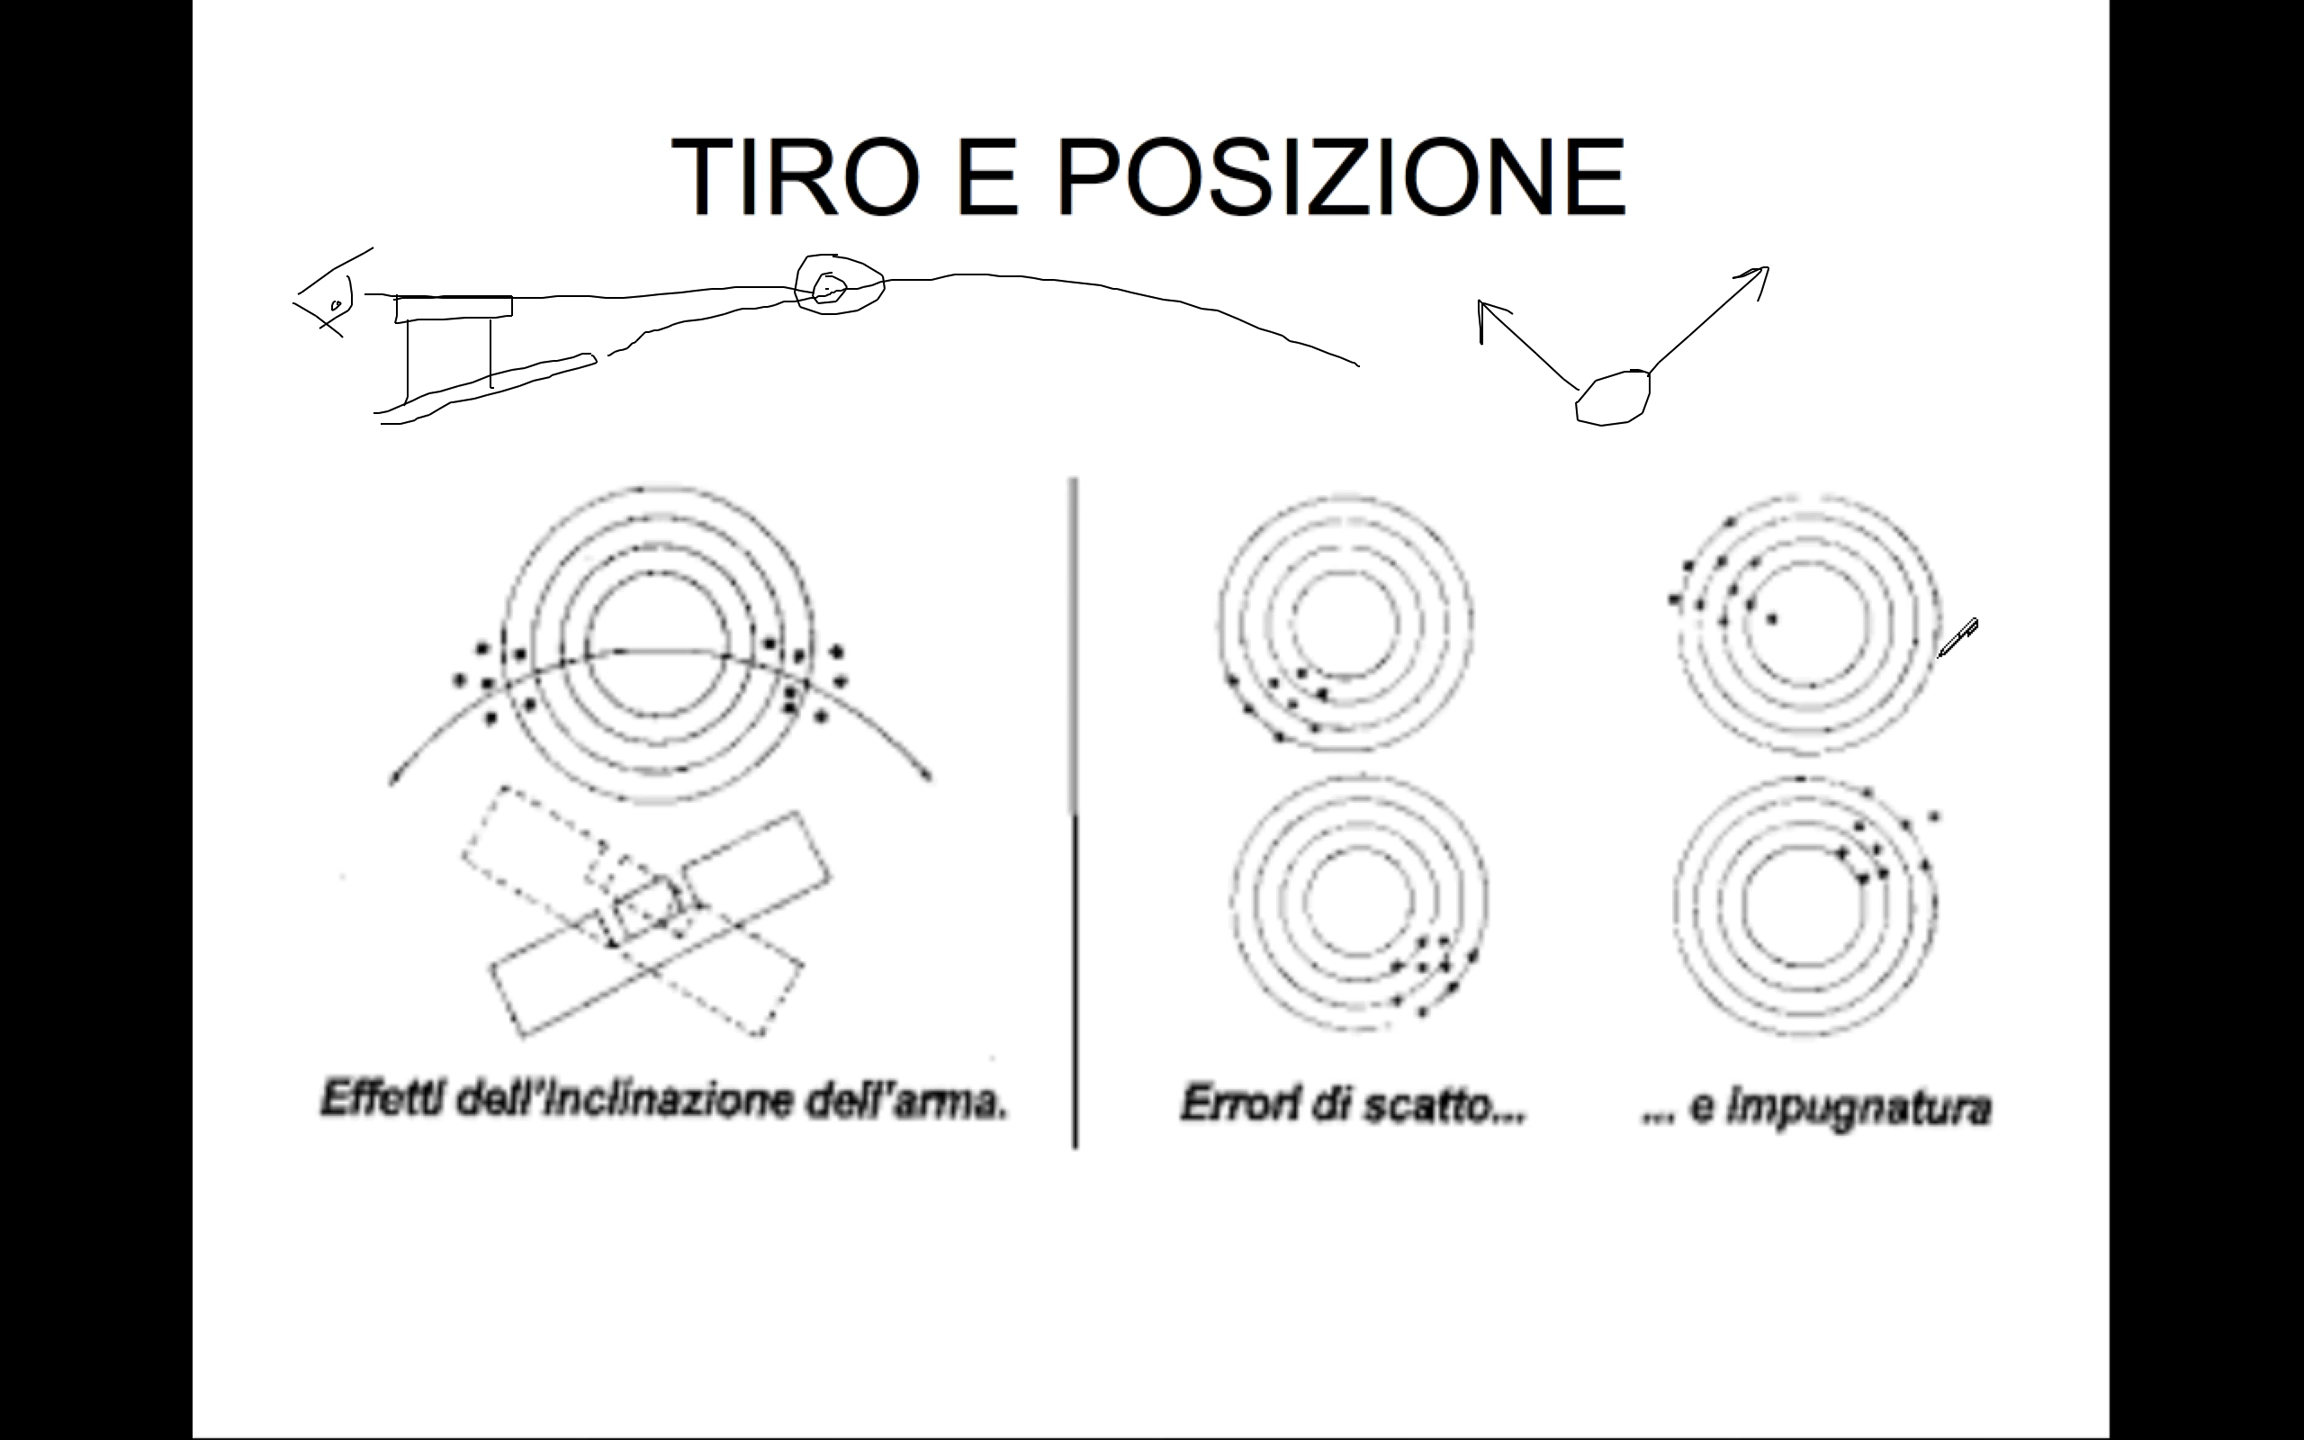 TIRO E POSIZIONE
Effetti dell'inclinazione dell'arma.
Errori di scatto...
... e impugnatura